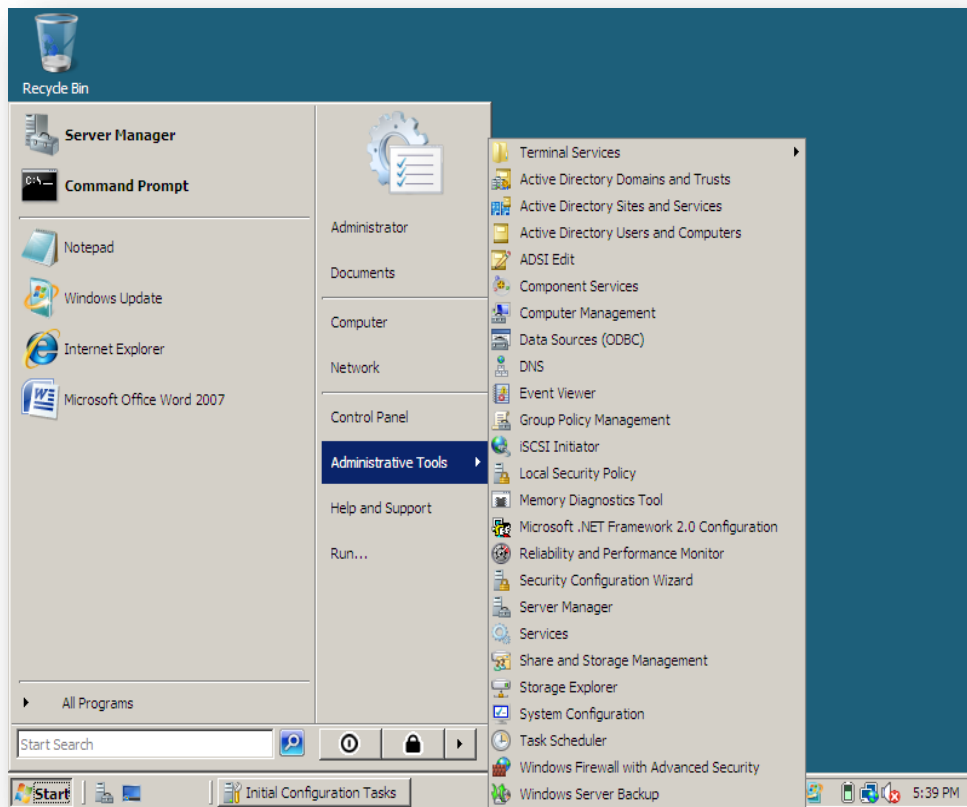 Recycle Bin
Server Manager
Command Prompt
Notepad
Windows Update
Internet Explorer
Microsoft Office Word 2007
All Programs
Start Search
Administrator
Documents
Computer
Network
Control Panel
Administrative Tools
Help and Support
Run...
Terminal Services
Active Directory Domains and Trusts
Active Directory Sites and Services
Active Directory Users and Computers
ADSI Edit
Component Services
Computer Management
Data Sources (ODBC)
DNS
Event Viewer
Group Policy Management
iSCSI Initiator
Local Security Policy
Memory Diagnostics Tool
Microsoft .NET Framework 2.0 Configuration
Reliability and Performance Monitor
Security Configuration Wizard
Server Manager
Services
Share and Storage Management
Storage Explorer
System Configuration
Task Scheduler
Windows Firewall with Advanced Security
Windows Server Backup
Start
Initial Configuration Tasks
5:39 PM